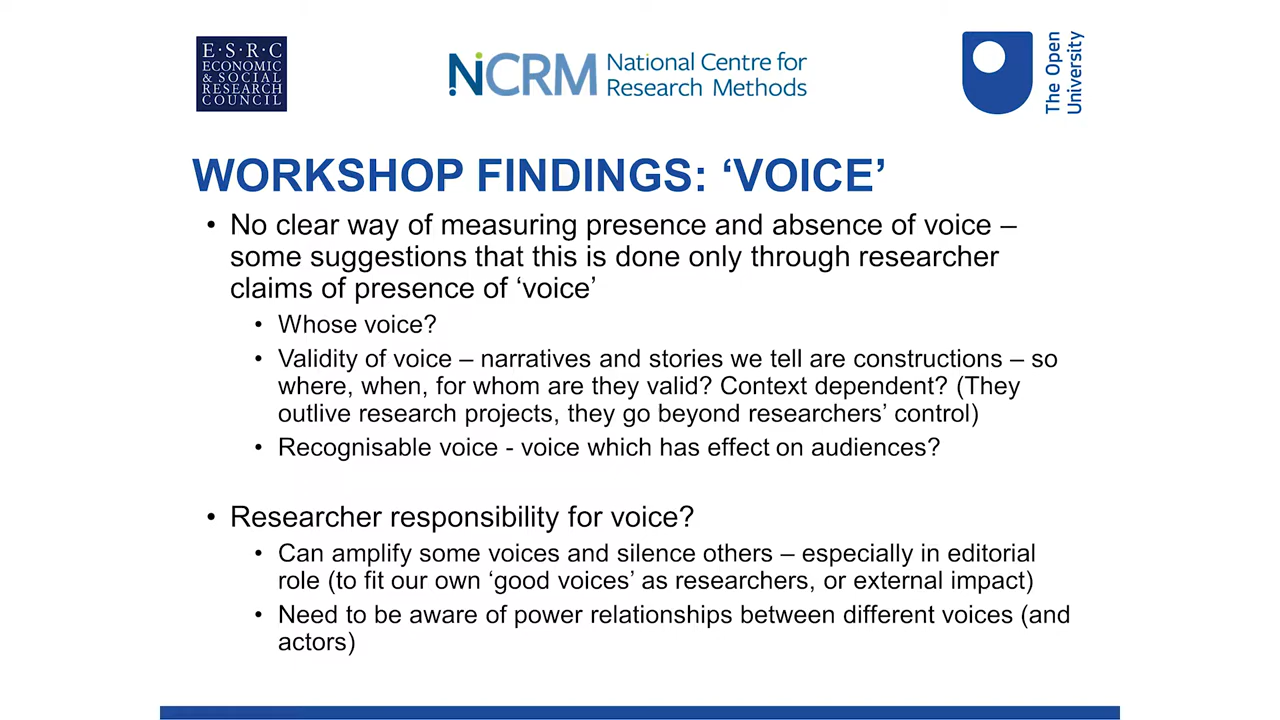 E·S·R·C
ECONOMIC
& SOCIAL
RESEARCH
COUNCIL
NCRM National Centre for
Research Methods
The Open
University
WORKSHOP FINDINGS: ‘VOICE’
• No clear way of measuring presence and absence of voice –
some suggestions that this is done only through researcher
claims of presence of ‘voice’
• Whose voice?
• Validity of voice – narratives and stories we tell are constructions – so
where, when, for whom are they valid? Context dependent? (They
outlive research projects, they go beyond researchers’ control)
• Recognisable voice - voice which has effect on audiences?
• Researcher responsibility for voice?
• Can amplify some voices and silence others – especially in editorial
role (to fit our own ‘good voices’ as researchers, or external impact)
• Need to be aware of power relationships between different voices (and
actors)